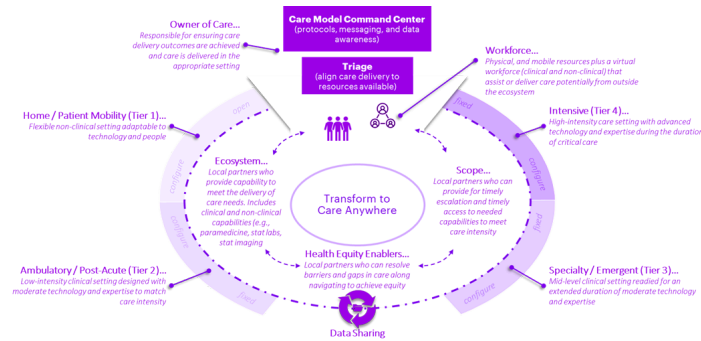 Owner of Care...
Responsible for ensuring care
delivery outcomes are achieved
and care is delivered in the
appropriate setting
Care Model Command Center
(protocols, messaging, and data
awareness)
Triage
(align care delivery to
resources available)
Workforce...
Physical, and mobile resources plus a virtual
workforce (clinical and non-clinical) that
assist or deliver care potentially from outside
the ecosystem
Home / Patient Mobility (Tier 1)...
Flexible non-clinical setting adaptable to
technology and people
open
configure
fixed
configure
Intensive (Tier 4)...
High-intensity care setting with advanced
technology and expertise during the duration
of critical care
Ecosystem...
Local partners who
provide capability to
meet the delivery of
care needs. Includes
clinical and non-clinical
capabilities (e.g.,
paramedicine, stat labs,
stat imaging
Transform to
Care Anywhere
Scope...
Local partners who can
provide for timely
escalation and timely
access to needed
capabilities to meet
care intensity
Health Equity Enablers...
Local partners who can resolve
barriers and gaps in care along
navigating to achieve equity
Ambulatory / Post-Acute (Tier 2)...
Low-intensity clinical setting designed with
moderate technology and expertise to match
care intensity
configure
fixed
fixed
configure
Specialty / Emergent (Tier 3)...
Mid-level clinical setting readied for an
extended duration of moderate technology
and expertise
Data Sharing